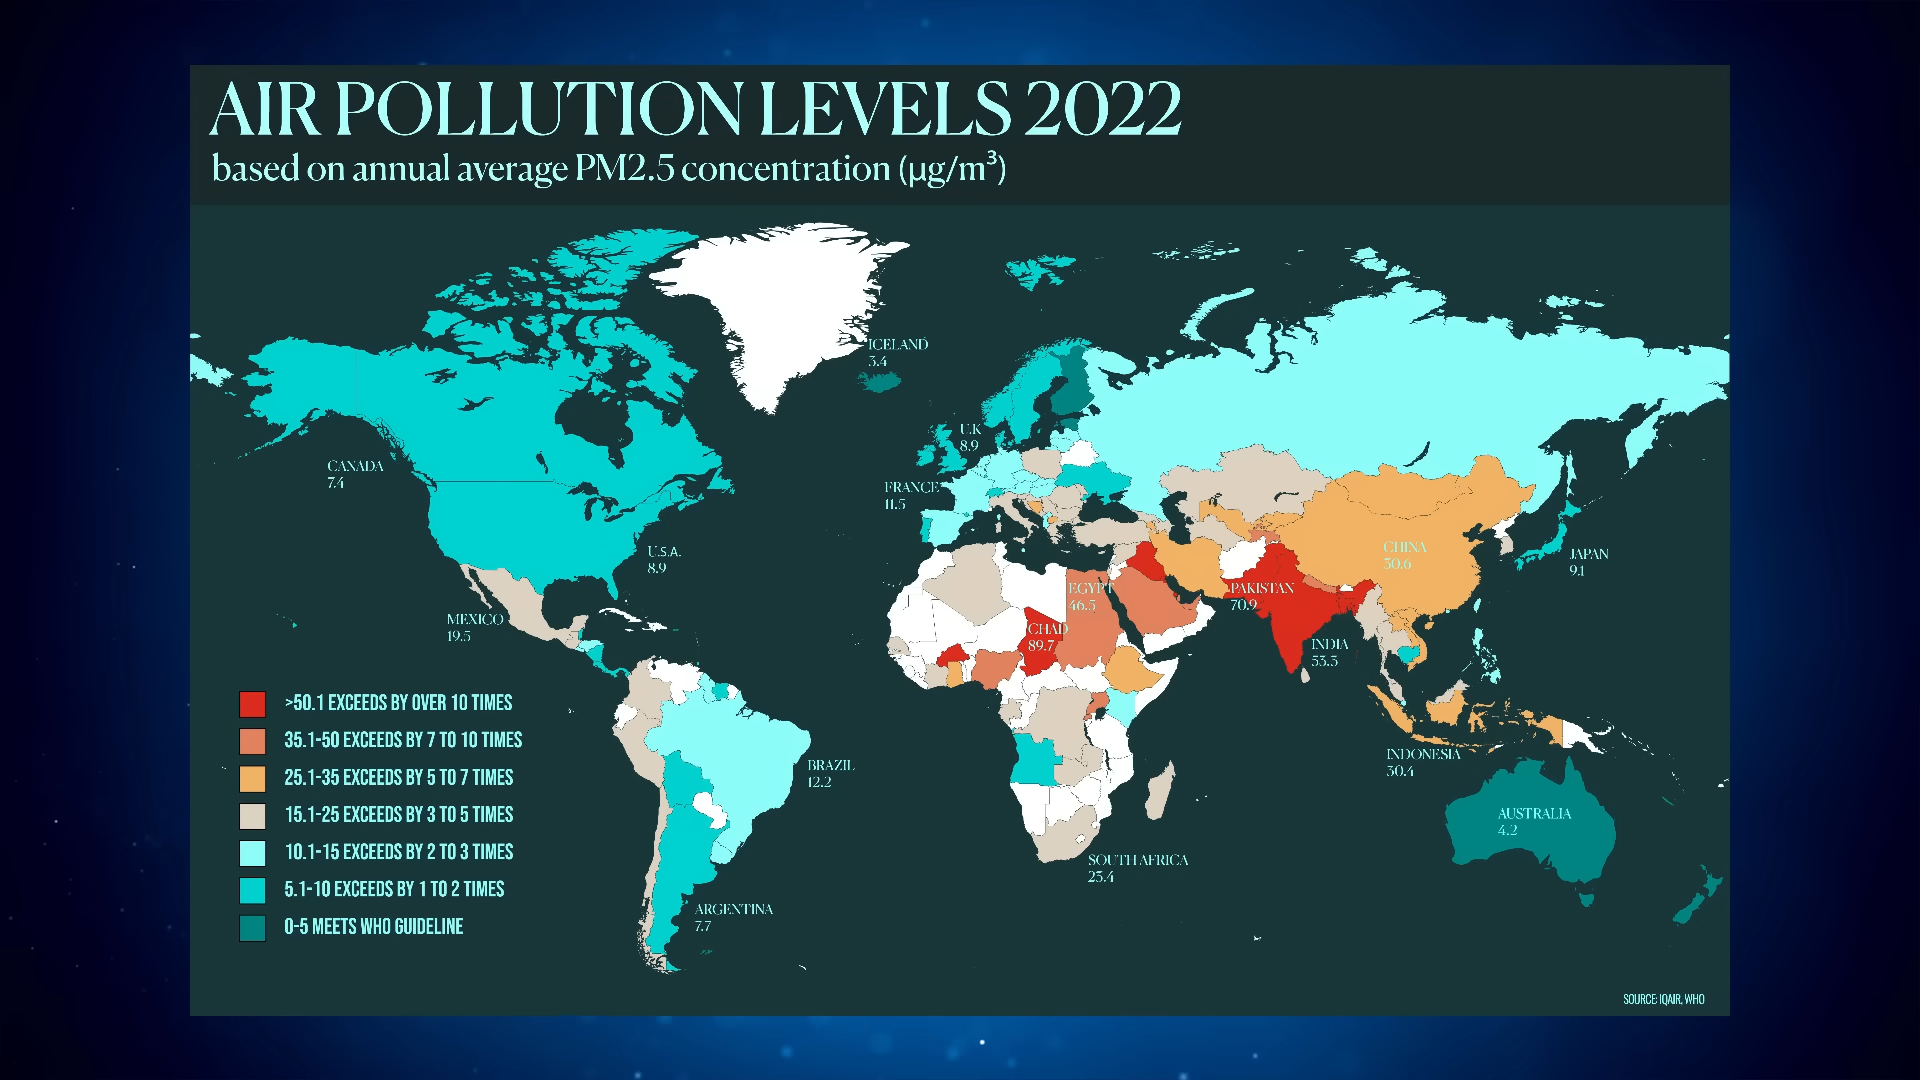 AIR POLLUTION LEVELS 2022
based on annual average PM2.5 concentration (µg/m³)
ICELAND
3.4
U.K
8.9
CANADA
7.4
FRANCE
11.5
U.S.A.
8.9
CHINA
30.6
JAPAN
9.1
MEXICO
19.5
EGYPT
46.5
PAKISTAN
70.9
CHAD
89.7
INDIA
53.3
BRAZIL
12.2
INDONESIA
30.4
AUSTRALIA
4.2
SOUTH AFRICA
23.4
ARGENTINA
7.7
>50.1 EXCEEDS BY OVER 10 TIMES
35.1-50 EXCEEDS BY 7 TO 10 TIMES
25.1-35 EXCEEDS BY 5 TO 7 TIMES
15.1-25 EXCEEDS BY 3 TO 5 TIMES
10.1-15 EXCEEDS BY 2 TO 3 TIMES
5.1-10 EXCEEDS BY 1 TO 2 TIMES
0-5 MEETS WHO GUIDELINE
SOURCE: IQAIR, WHO